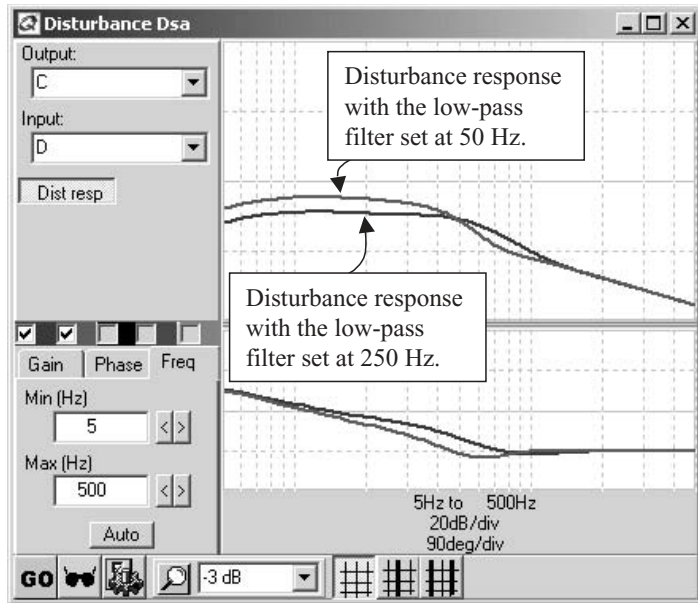 Disturbance Dsa
Output:
C
Input:
D
Dist resp
Gain Phase Freq
Min (Hz)
5
< >
Max (Hz)
500
< >
Auto
Disturbance response
with the low-pass
filter set at 50 Hz.
Disturbance response
with the low-pass
filter set at 250 Hz.
5Hz to 500Hz
20dB/div
90deg/div
GO
-3 dB